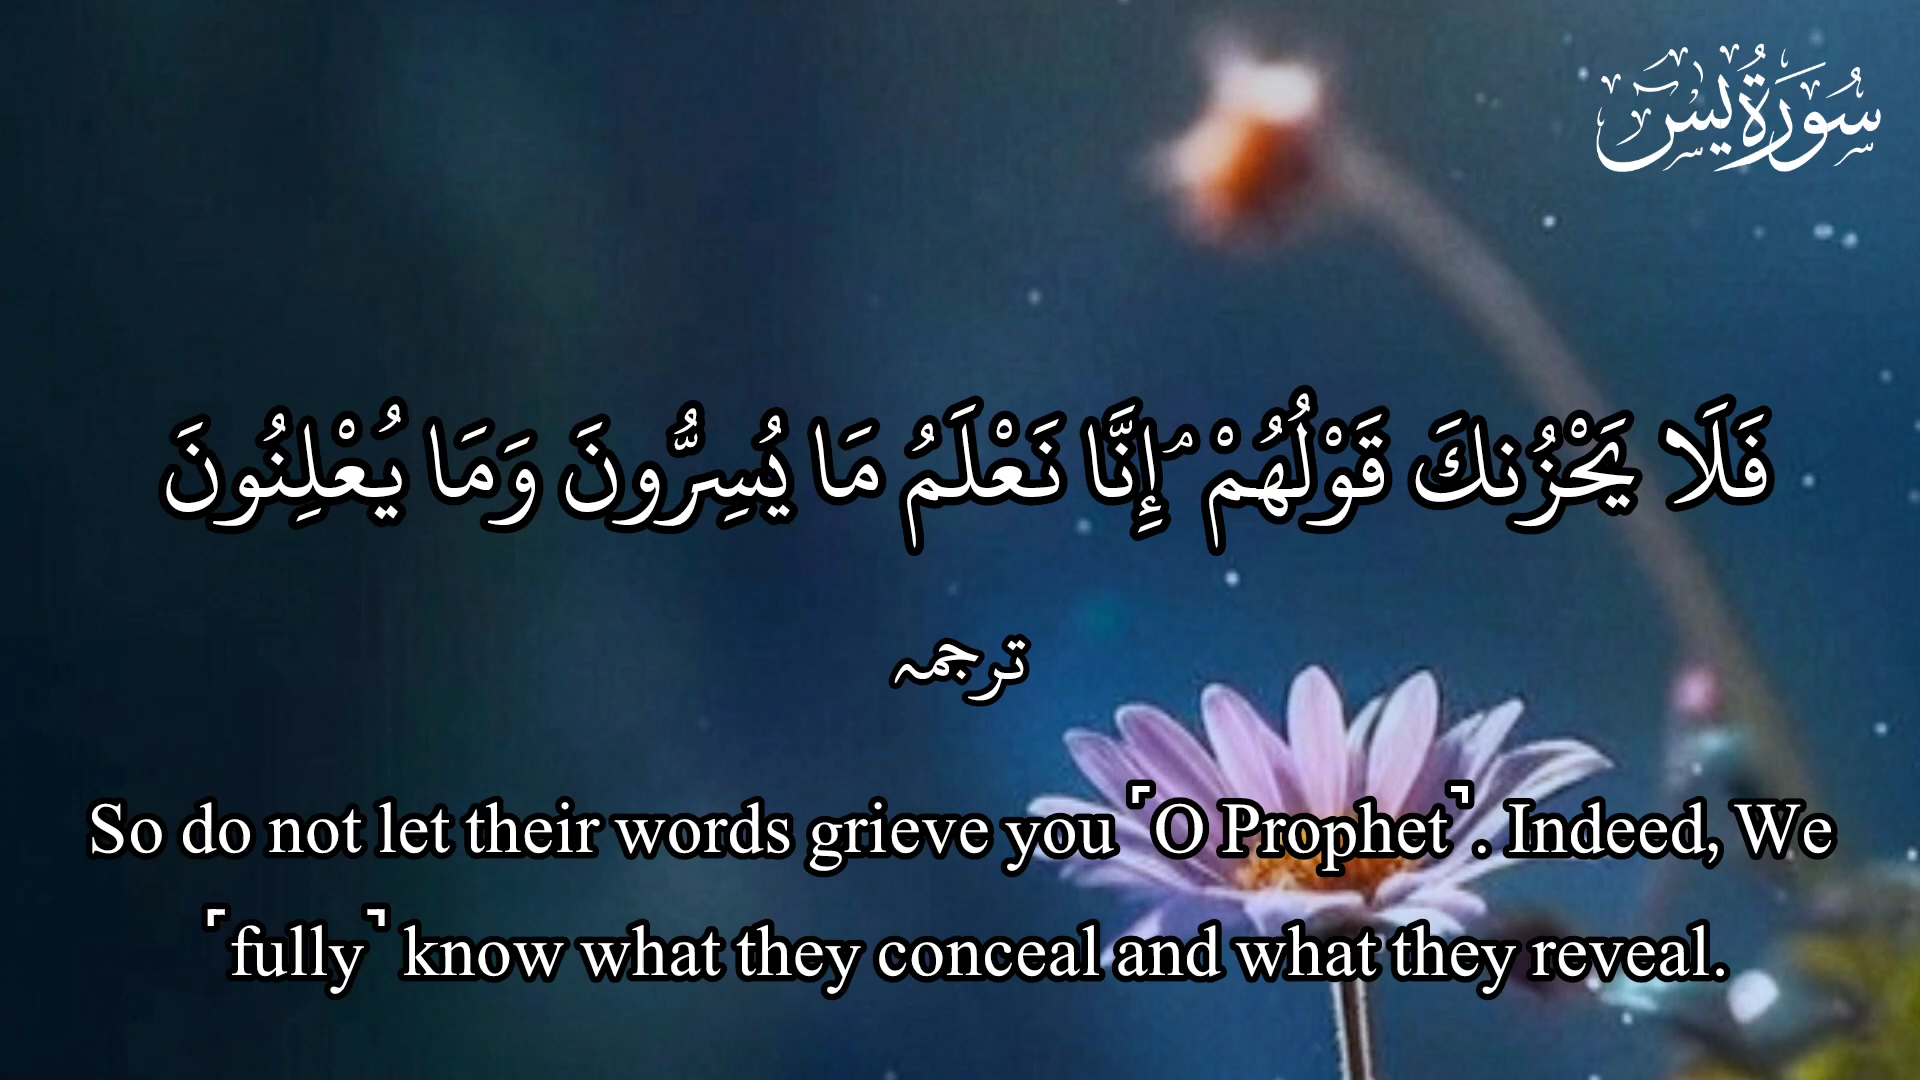 سُورَةُ يسٓ
فَلَا يَحْزُنكَ قَوْلُهُمْ ۘ إِنَّا نَعْلَمُ مَا يُسِرُّونَ وَمَا يُعْلِنُونَ
ترجمہ
So do not let their words grieve you ˹O Prophet˺. Indeed, We
˹fully˺ know what they conceal and what they reveal.